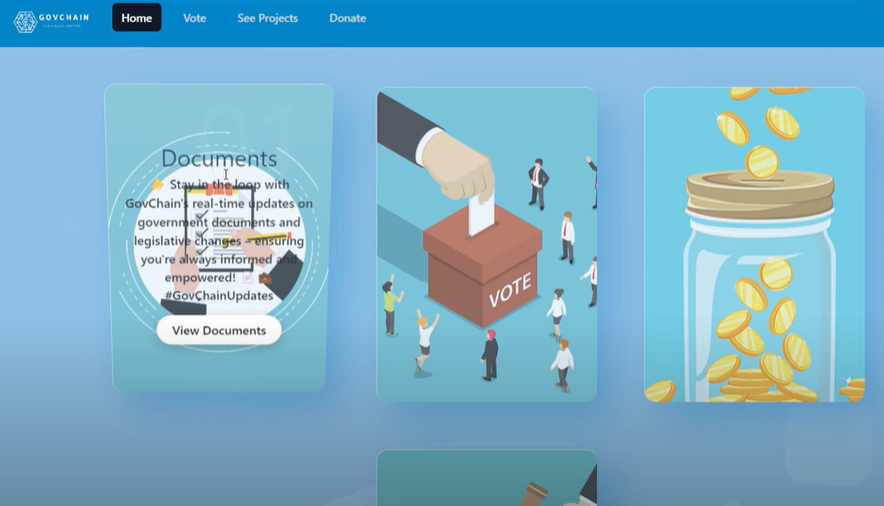 GOVCHAIN
Home
Vote
See Projects
Donate
01
Documents
👉 Stay in the loop with
GovChain's real-time updates on
government documents and
legislative changes – ensuring
you're always informed and
empowered! 📈 💼
#GovChainUpdates
View Documents
VOTE